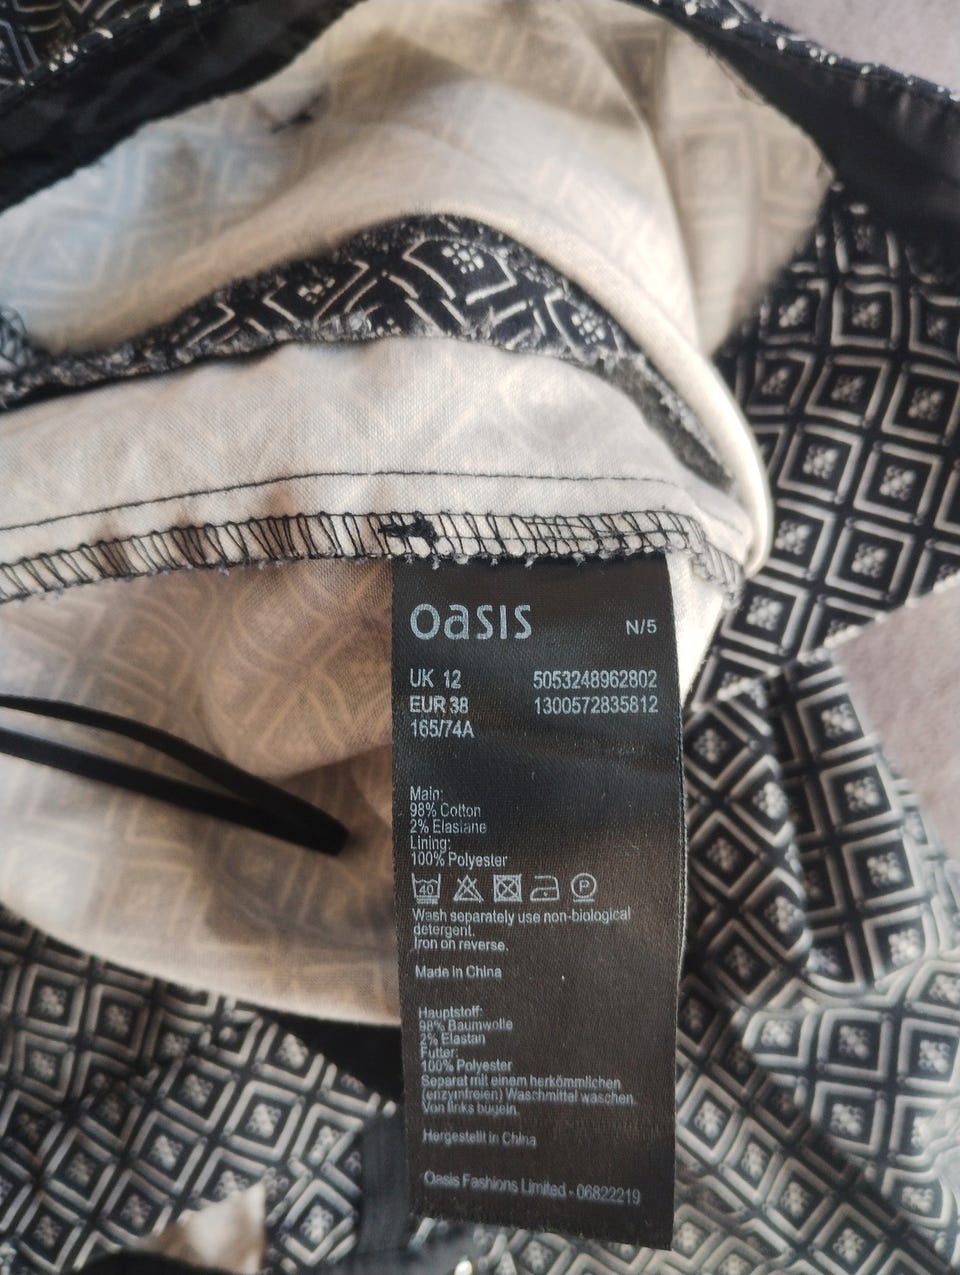 oasis N/5
UK 12 5053248962802
EUR 38 1300572835812
165/74A
Main:
98% Cotton
2% Elastane
Lining:
100% Polyester
40 P
Wash separately use non-biological
detergent.
Iron on reverse.
Made in China
Hauptstoff:
98% Baumwolle
2% Elastan
Futter:
100% Polyester
Separat mit einem herkömmlichen
(enzymfreien) Waschmittel waschen.
Von links bügeln.
Hergestellt in China
Oasis Fashions Limited - 06822219